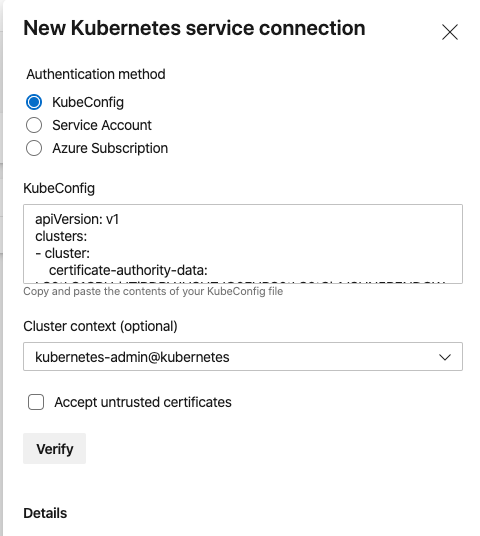 New Kubernetes service connection
Authentication method
KubeConfig
Service Account
Azure Subscription
KubeConfig
apiVersion: v1
clusters:
- cluster:
certificate-authority-data:
Copy and paste the contents of your KubeConfig file
Cluster context (optional)
kubernetes-admin@kubernetes
Accept untrusted certificates
Verify
Details